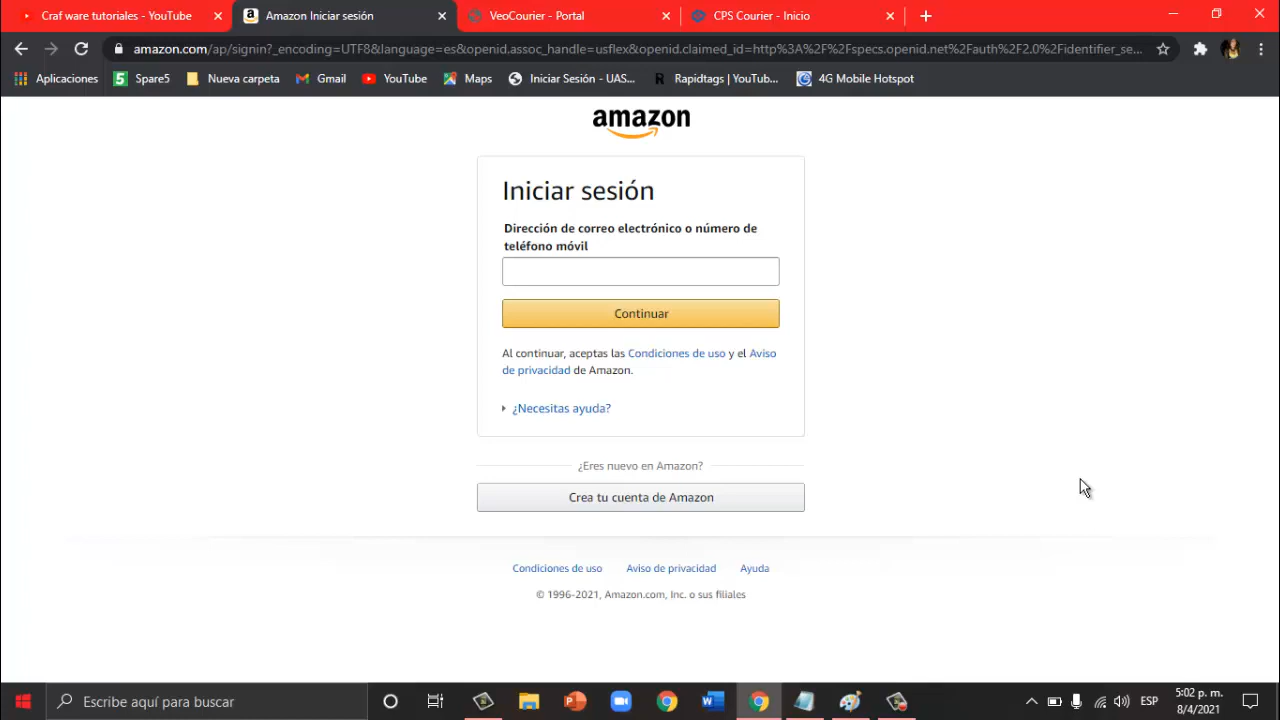 Craf ware tutoriales - YouTube
Amazon Iniciar sesión
VeoCourier - Portal
CPS Courier - Inicio
amazon.com/ap/signin?_encoding=UTF8&language=es&openid.assoc_handle=usflex&openid.claimed_id=http%3A%2F%2Fspecs.openid.net%2Fauth%2F2.0%2Fidentifier_se...
Aplicaciones
Spare5
Nueva carpeta
Gmail
YouTube
Maps
Iniciar Sesión - UAS...
Rapidtags | YouTub...
4G Mobile Hotspot
amazon
Iniciar sesión
Dirección de correo electrónico o número de
teléfono móvil
Continuar
Al continuar, aceptas las Condiciones de uso y el Aviso
de privacidad de Amazon.
¿Necesitas ayuda?
¿Eres nuevo en Amazon?
Crea tu cuenta de Amazon
Condiciones de uso Aviso de privacidad Ayuda
© 1996-2021, Amazon.com, Inc. o sus filiales
Escribe aquí para buscar
ESP
5:02 p. m.
8/4/2021